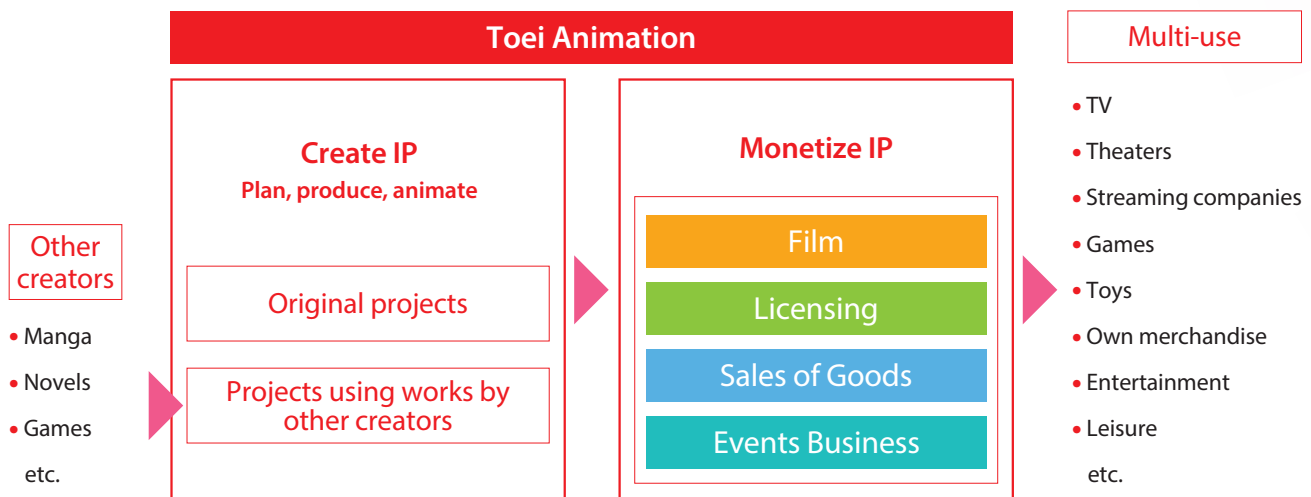 Toei Animation
Other
creators
• Manga
• Novels
• Games
etc.
Create IP
Plan, produce, animate
Original projects
Projects using works by
other creators
Monetize IP
Film
Licensing
Sales of Goods
Events Business
Multi-use
• TV
• Theaters
• Streaming companies
• Games
• Toys
• Own merchandise
• Entertainment
• Leisure
etc.